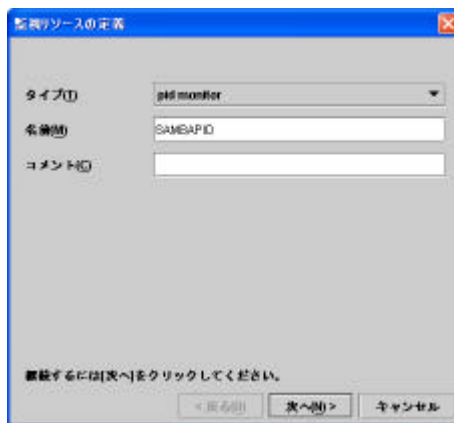 監視リソースの定義
タイプ(T) pid monitor
名前(M) SAMBAPID
コメント(C)
継続するには[次へ]をクリックしてください。
< 戻る(B) 次へ(N) > キャンセル